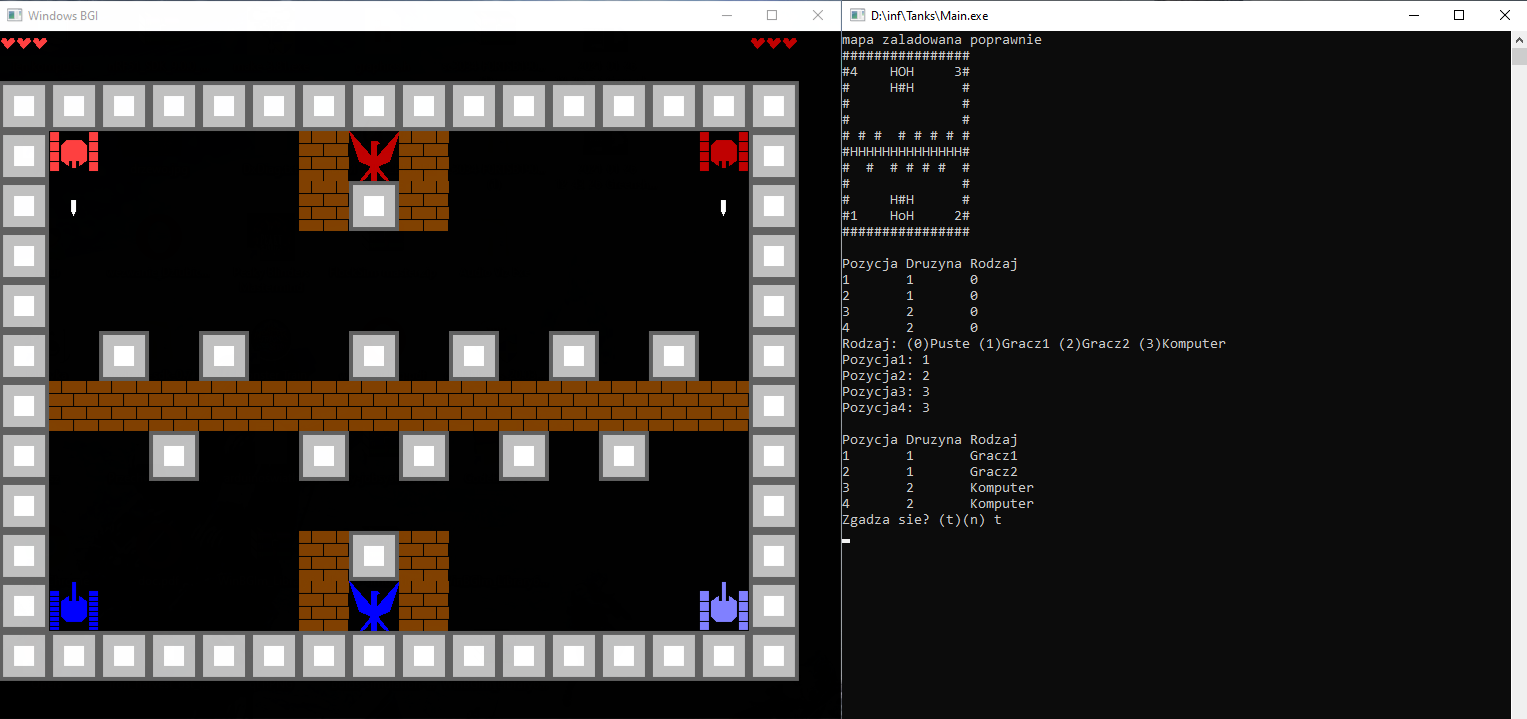 Windows BGI
D:\inf\Tanks\Main.exe
mapa zaladowana poprawnie
################
#4    HOH     3#
#     H#H      #
#              #
#              #
# # #  # # # # #
#HHHHHHHHHHHHHH#
#  #  # # # #  #
#              #
#     H#H      #
#1    HoH     2#
################
Pozycja Druzyna Rodzaj
1       1       0
2       1       0
3       2       0
4       2       0
Rodzaj: (0)Puste (1)Gracz1 (2)Gracz2 (3)Komputer
Pozycja1: 1
Pozycja2: 2
Pozycja3: 3
Pozycja4: 3
Pozycja Druzyna Rodzaj
1       1       Gracz1
2       1       Gracz2
3       2       Komputer
4       2       Komputer
Zgadza sie? (t)(n) t